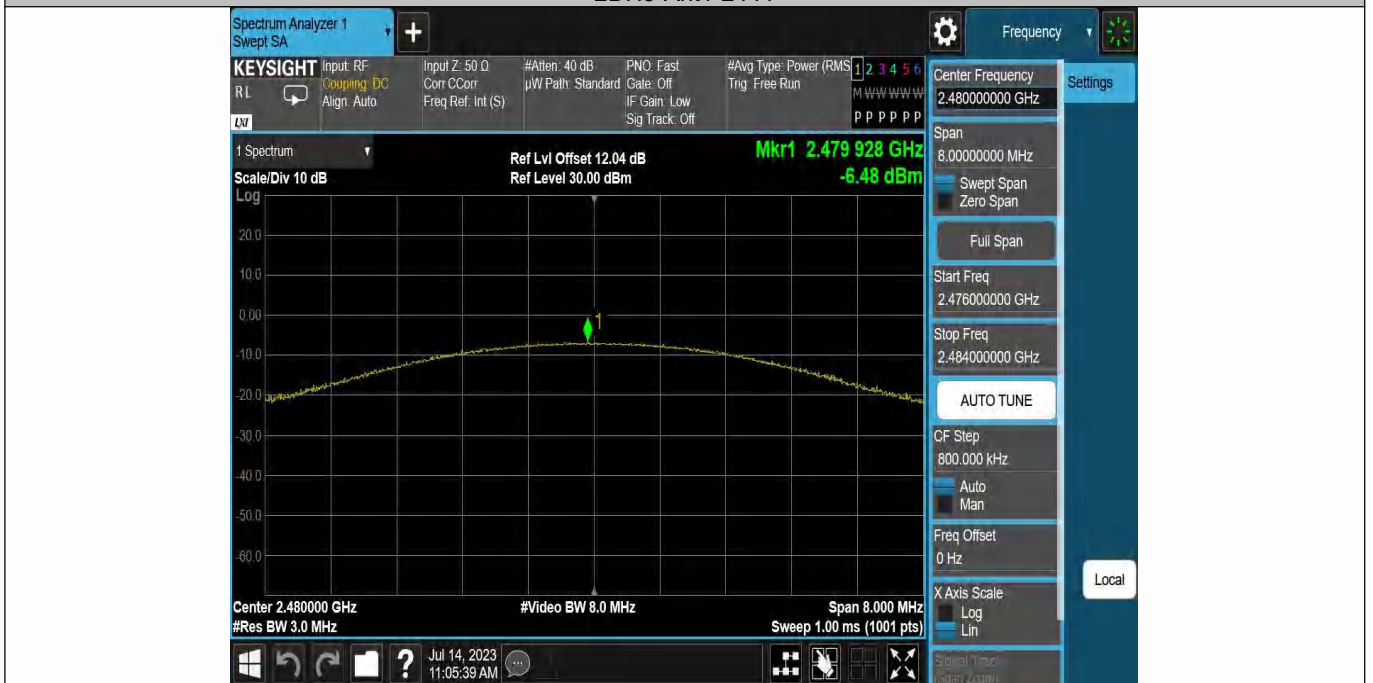 Spectrum Analyzer 1
Swept SA
+
Frequency
KEYSIGHT
RL
LXI
Input: RF
Coupling: DC
Align: Auto
Input Z: 50 Ω
Corr CCorr
Freq Ref: Int (S)
#Atten: 40 dB
µW Path: Standard
PNO: Fast
Gate: Off
IF Gain: Low
Sig Track: Off
#Avg Type: Power (RMS
Trig: Free Run
1 2 3 4 5 6
M W W W W W
P P P P P P
1 Spectrum
Scale/Div 10 dB
Ref Lvl Offset 12.04 dB
Ref Level 30.00 dBm
Mkr1 2.479 928 GHz
-6.48 dBm
Log
20.0
10.0
0.00
-10.0
-20.0
-30.0
-40.0
-50.0
-60.0
1
Center 2.480000 GHz
#Res BW 3.0 MHz
#Video BW 8.0 MHz
Span 8.000 MHz
Sweep 1.00 ms (1001 pts)
Jul 14, 2023
11:05:39 AM
?
Center Frequency
2.480000000 GHz
Settings
Span
8.00000000 MHz
Swept Span
Zero Span
Full Span
Start Freq
2.476000000 GHz
Stop Freq
2.484000000 GHz
AUTO TUNE
CF Step
800.000 kHz
Auto
Man
Freq Offset
0 Hz
X Axis Scale
Log
Lin
Local
Signal Track
(Span Zoom)